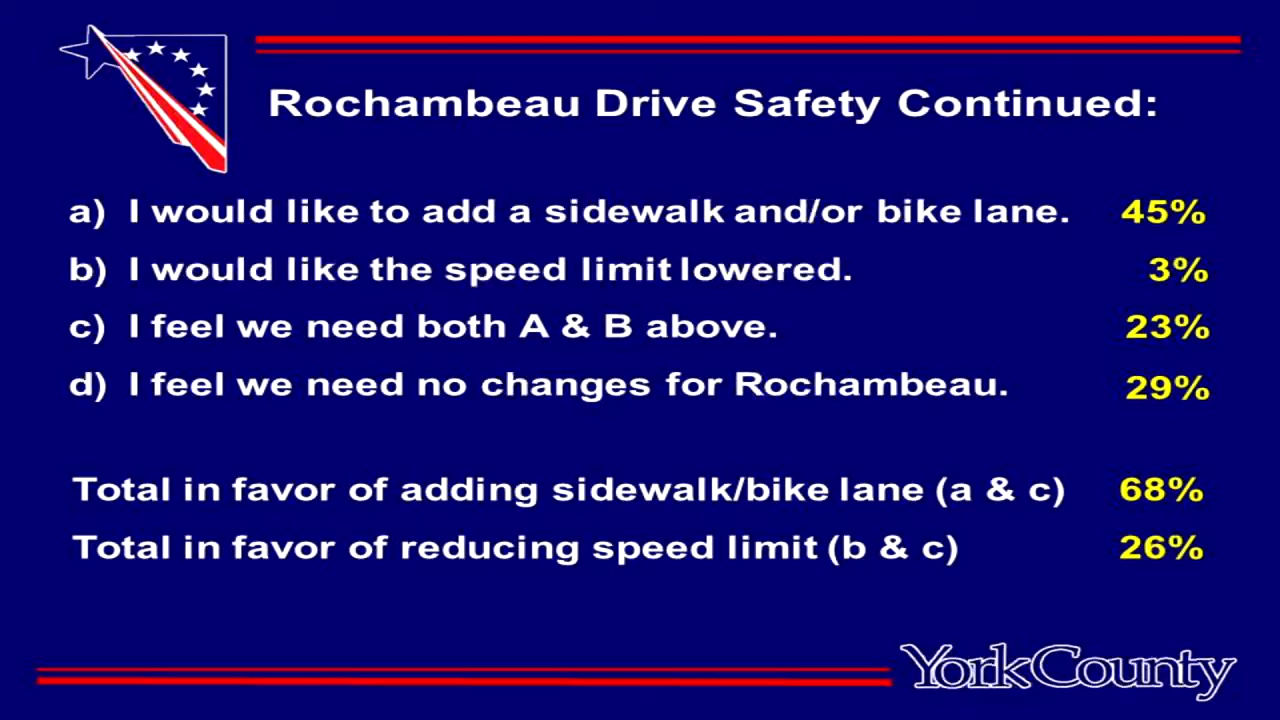 Rochambeau Drive Safety Continued:
a) I would like to add a sidewalk and/or bike lane. 45%
b) I would like the speed limit lowered. 3%
c) I feel we need both A & B above. 23%
d) I feel we need no changes for Rochambeau. 29%
Total in favor of adding sidewalk/bike lane (a & c) 68%
Total in favor of reducing speed limit (b & c) 26%
York County